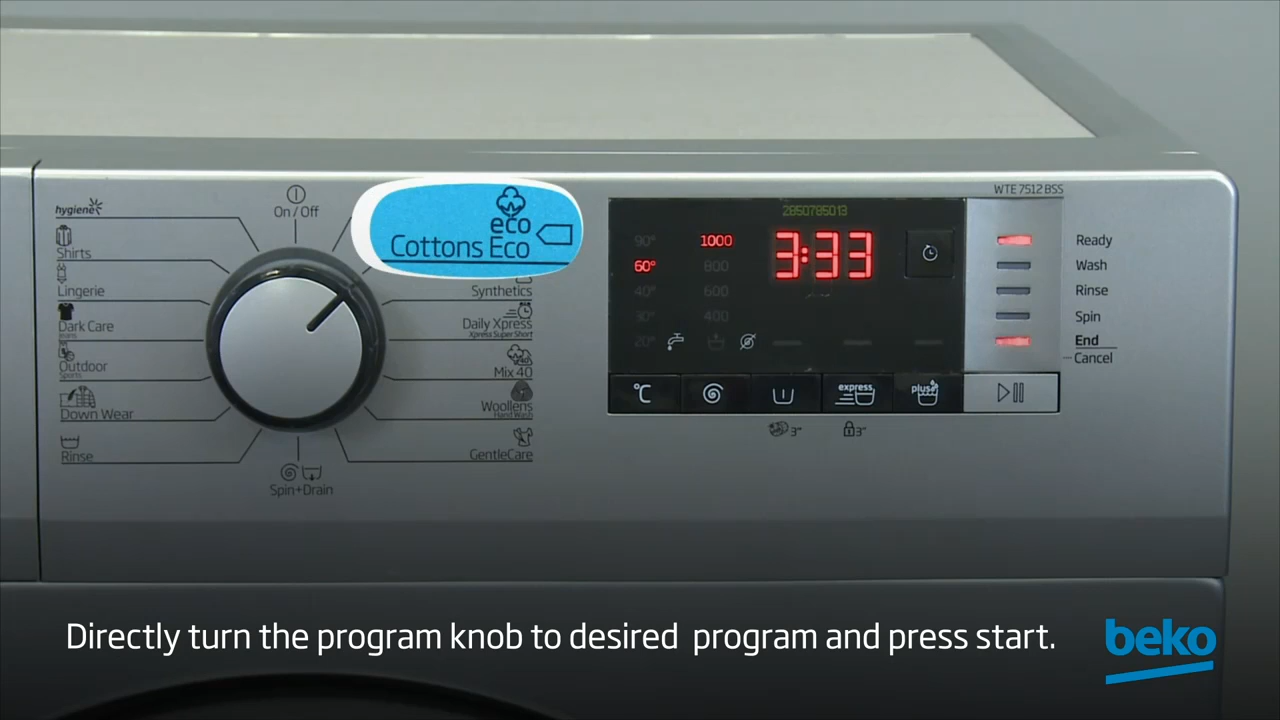 WTE 7512 BSS
hygiene
On / Off
eco
Cottons Eco
Shirts
Lingerie
Dark Care
Jeans
Outdoor
Sports
Down Wear
Rinse
Synthetics
Daily Xpress
Xpress Super Short
Mix 40
Woollens
Hand Wash
GentleCare
Spin+Drain
2850785013
90° 1000 3:33
60° 800
40° 600
30° 400
20°
°C
express
plus+
3"
3"
Ready
Wash
Rinse
Spin
End
Cancel
Directly turn the program knob to desired program and press start.
beko